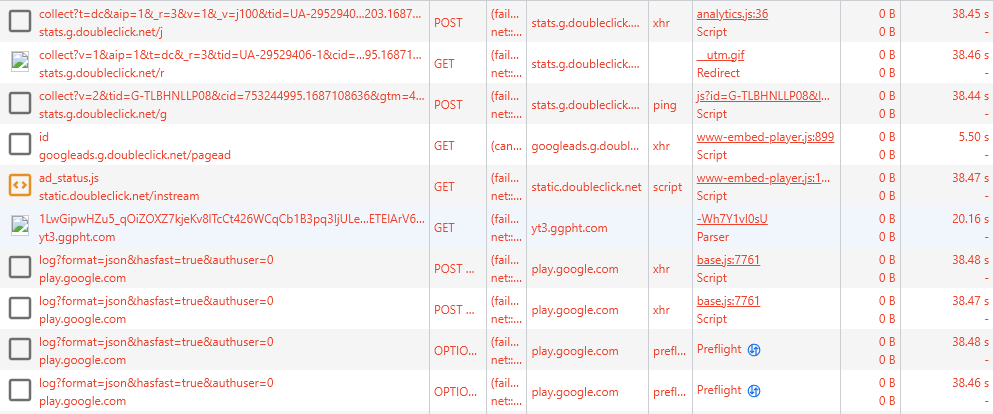 collect?t=dc&aip=1&_r=3&v=1&_v=j100&tid=UA-2952940...203.1687... POST (fail... stats.g.doubleclick.... xhr analytics.js:36 0 B 38.45 s
stats.g.doubleclick.net/j net::... Script 0 B -
collect?v=1&aip=1&t=dc&_r=3&tid=UA-29529406-1&cid=...95.16871... GET (fail... stats.g.doubleclick.... __utm.gif 0 B 38.46 s
stats.g.doubleclick.net/r net::... Redirect 0 B -
collect?v=2&tid=G-TLBHNLLP08&cid=753244995.1687108636&gtm=4... POST (fail... stats.g.doubleclick.... ping js?id=G-TLBHNLLP08&l... 0 B 38.44 s
stats.g.doubleclick.net/g net::... Script 0 B -
id GET (can... googleads.g.doubl... xhr www-embed-player.js:899 0 B 5.50 s
googleads.g.doubleclick.net/pagead Script 0 B -
ad_status.js GET (fail... static.doubleclick.net script www-embed-player.js:1... 0 B 38.47 s
static.doubleclick.net/instream net::... Script 0 B -
GET (fail... yt3.ggpht.com -Wh7Y1vI0sU 0 B 20.16 s
yt3.ggpht.com net::... Parser 0 B -
log?format=json&hasfast=true&authuser=0 POST ... (fail... play.google.com xhr base.js:7761 0 B 38.48 s
play.google.com net::... Script 0 B -
log?format=json&hasfast=true&authuser=0 POST ... (fail... play.google.com xhr base.js:7761 0 B 38.47 s
play.google.com net::... Script 0 B -
log?format=json&hasfast=true&authuser=0 OPTIO... (fail... play.google.com prefl... Preflight 0 B 38.48 s
play.google.com net::... 0 B -
log?format=json&hasfast=true&authuser=0 OPTIO... (fail... play.google.com prefl... Preflight 0 B 38.46 s
play.google.com net::... 0 B -